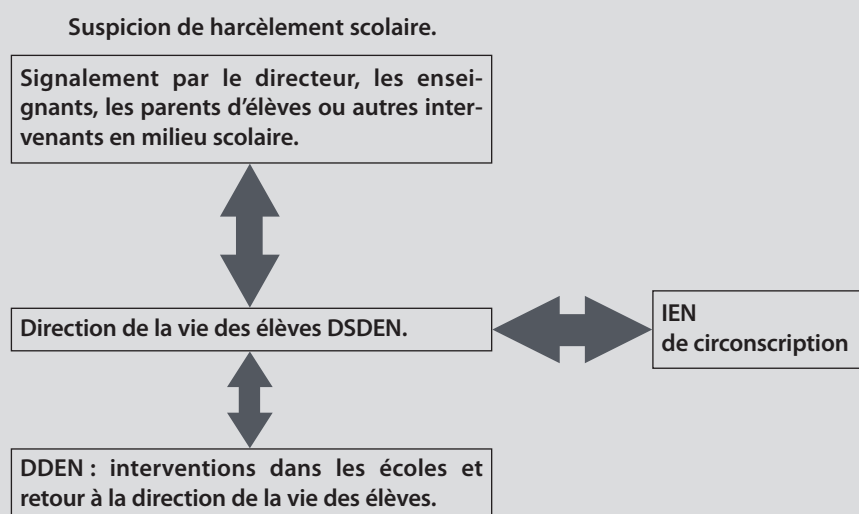 Suspicion de harcèlement scolaire.
Signalement par le directeur, les ensei-
gnants, les parents d’élèves ou autres inter-
venants en milieu scolaire.
Direction de la vie des élèves DSDEN.
IEN
de circonscription
DDEN : interventions dans les écoles et
retour à la direction de la vie des élèves.